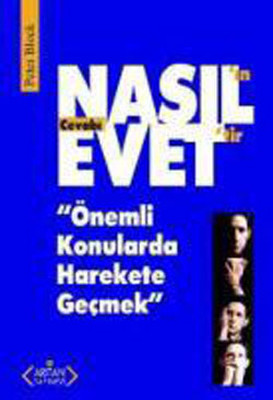 Peter Block
NASIL'ın
Cevabı
EVET'tir
"Önemli
Konularda
Harekete
Geçmek"